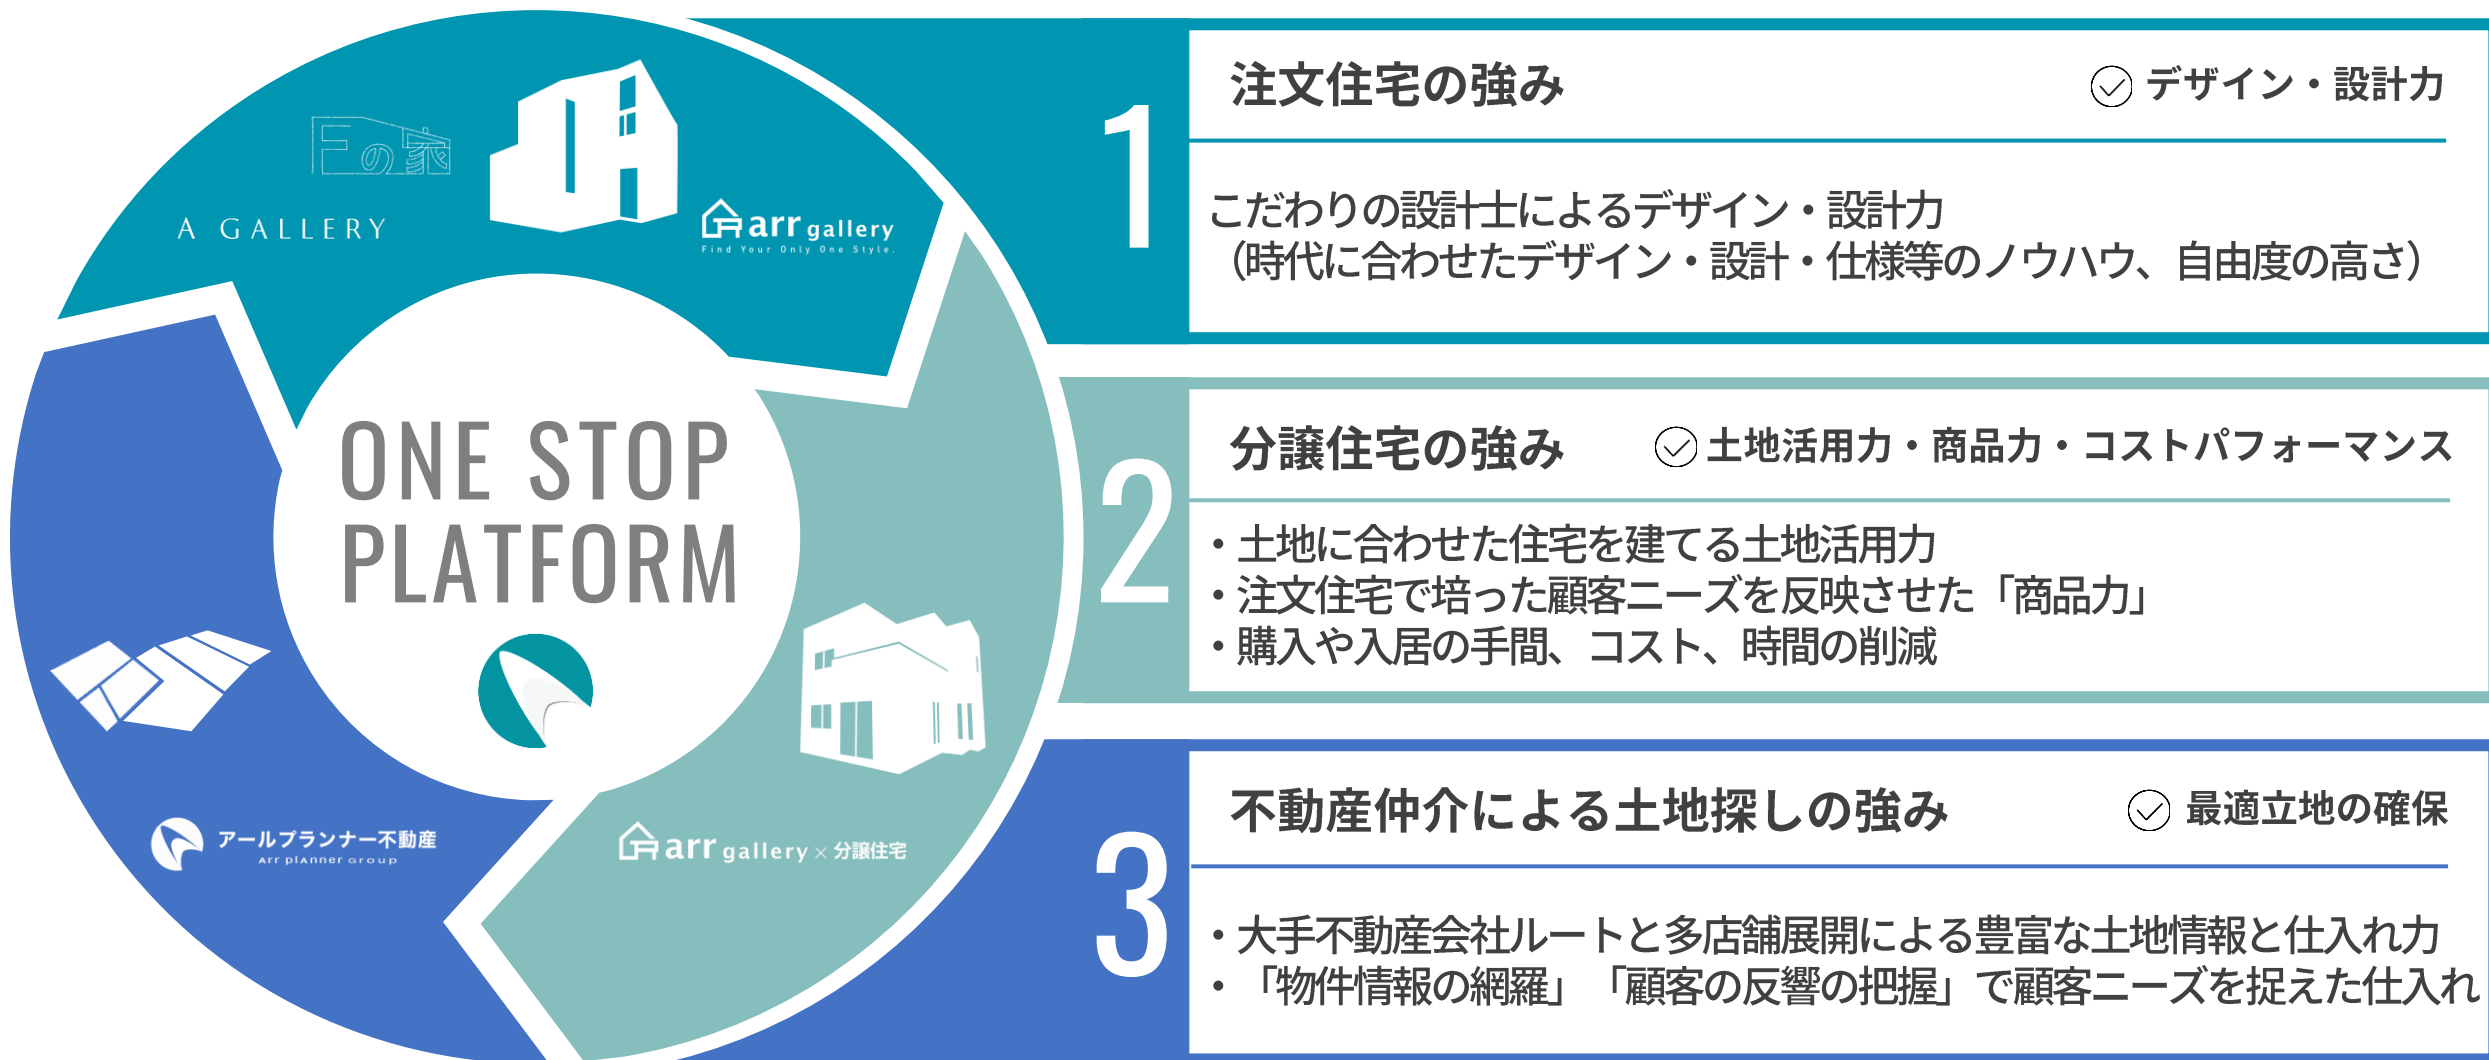 Fの家
A GALLERY
arr gallery
Find Your Only One Style.
ONE STOP
PLATFORM
アールプランナー不動産
Arr plAnner Group
arr gallery × 分譲住宅
1
注文住宅の強み
デザイン・設計力
こだわりの設計士によるデザイン・設計力
（時代に合わせたデザイン・設計・仕様等のノウハウ、自由度の高さ）
2
分譲住宅の強み
土地活用力・商品力・コストパフォーマンス
・土地に合わせた住宅を建てる土地活用力
・注文住宅で培った顧客ニーズを反映させた「商品力」
・購入や入居の手間、コスト、時間の削減
3
不動産仲介による土地探しの強み
最適立地の確保
・大手不動産会社ルートと多店舗展開による豊富な土地情報と仕入れ力
・「物件情報の網羅」「顧客の反響の把握」で顧客ニーズを捉えた仕入れ